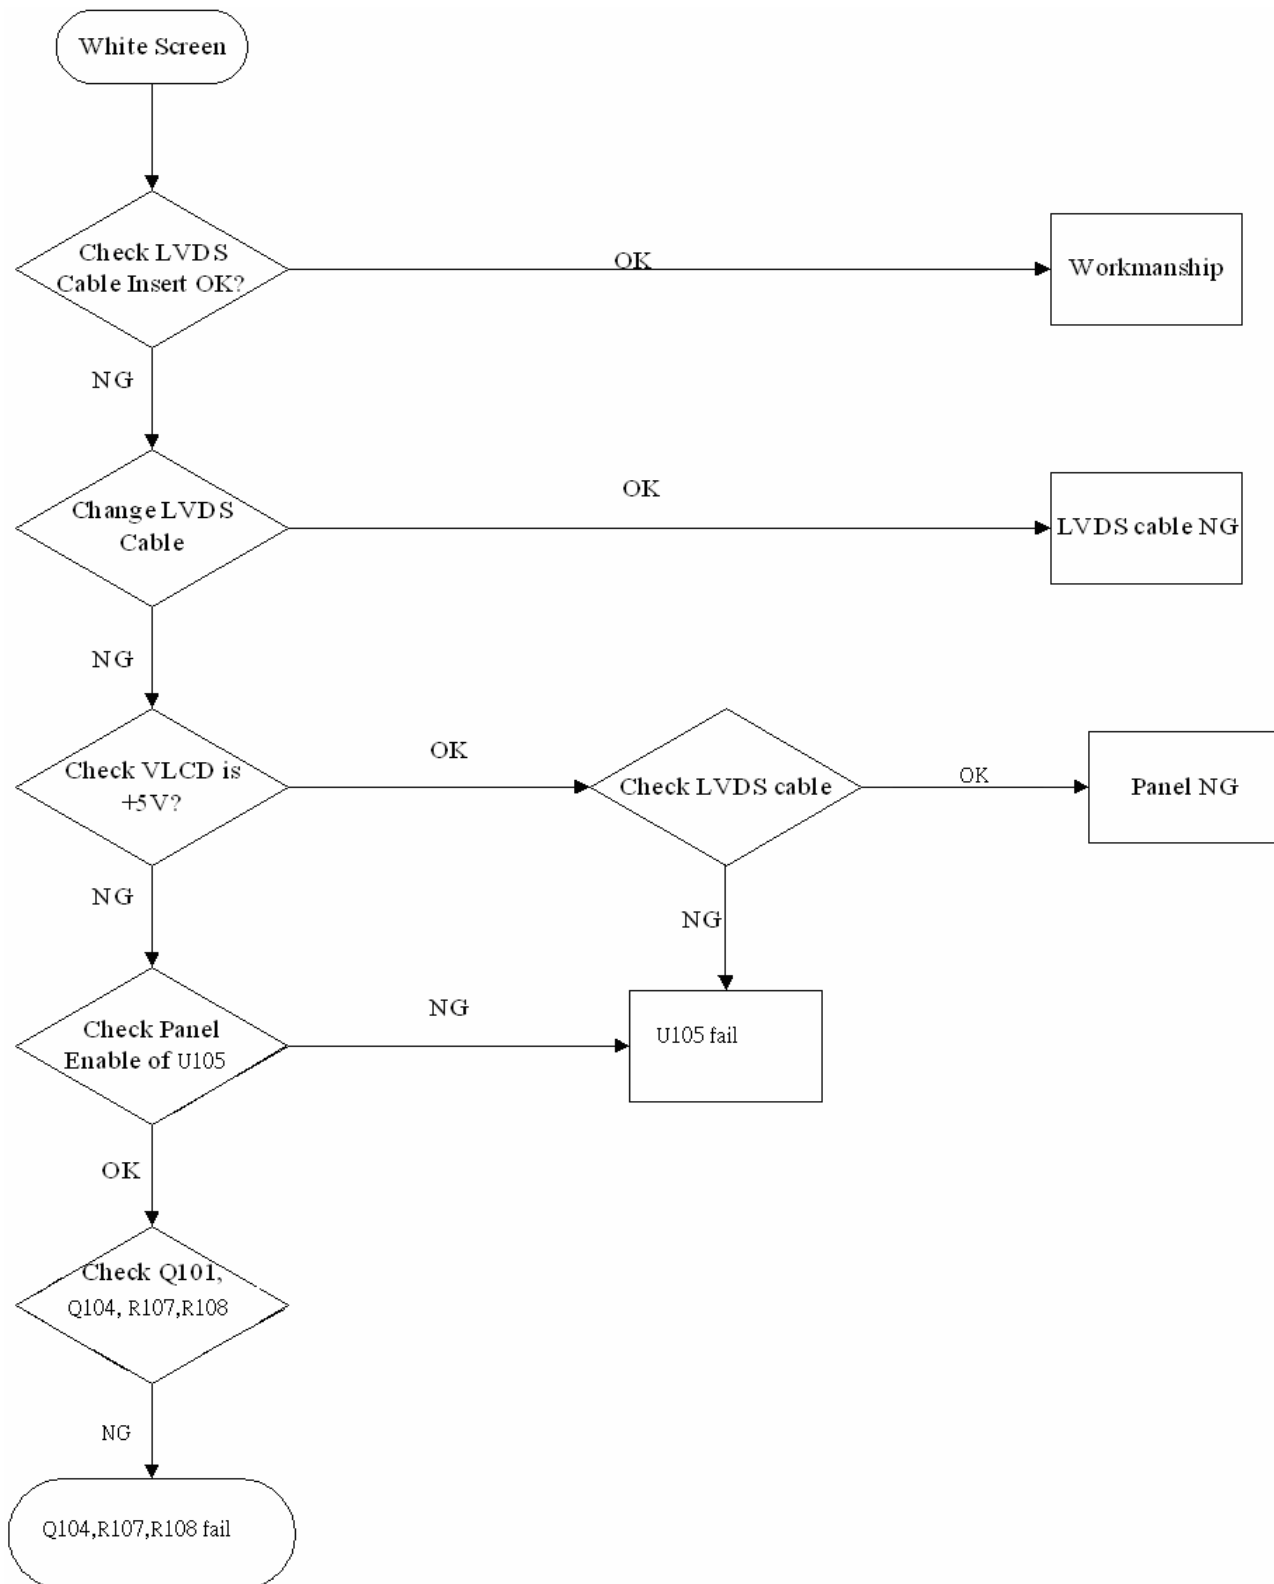 White Screen
Check LVDS
Cable Insert OK?
OK
Workmanship
NG
Change LVDS
Cable
OK
LVDS cable NG
NG
Check VLCD is
+5V?
OK
Check LVDS cable
OK
Panel NG
NG
NG
Check Panel
Enable of U105
NG
U105 fail
OK
Check Q101,
Q104, R107,R108
NG
Q104,R107,R108 fail